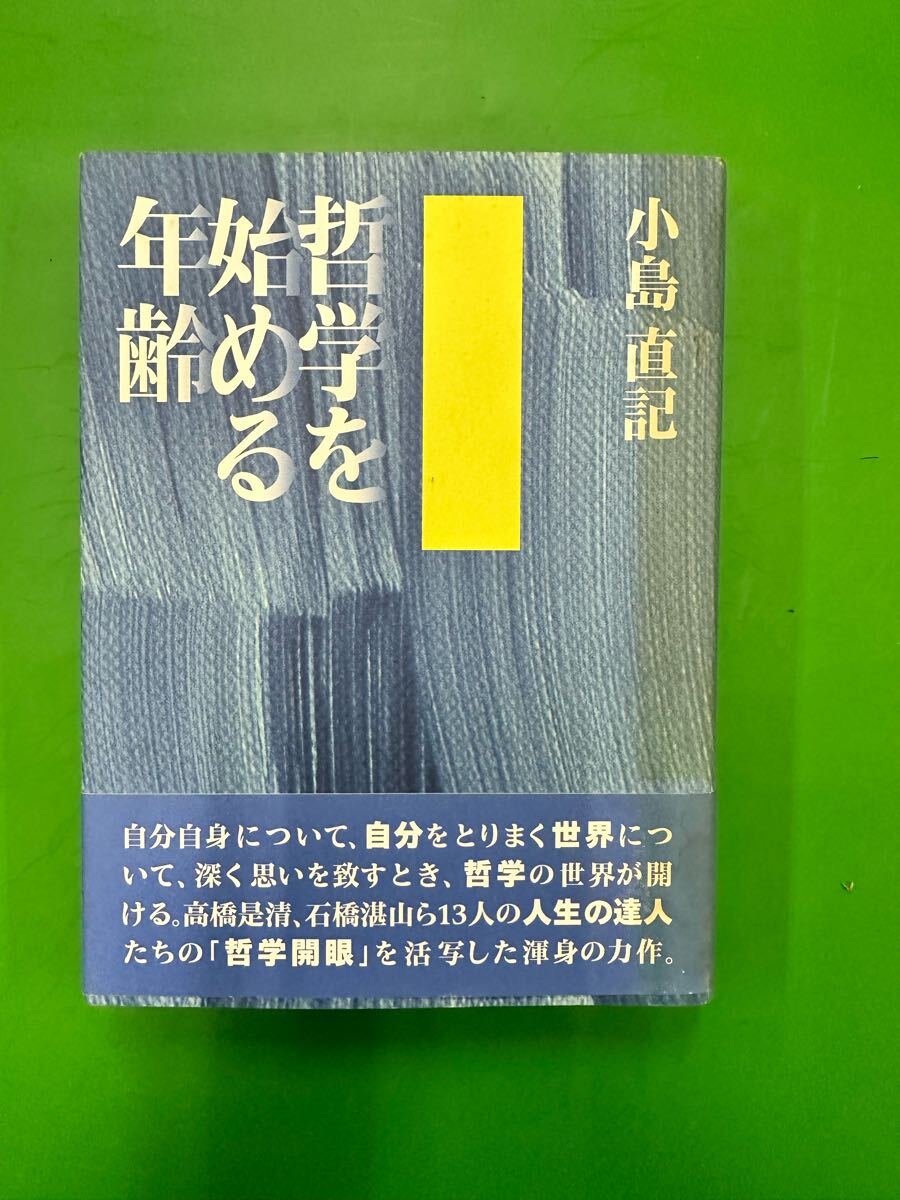 小島 直記
哲学を
始める
年齢
自分自身について、自分をとりまく世界につ
いて、深く思いを致すとき、哲学の世界が開
ける。高橋是清、石橋湛山ら13人の人生の達人
たちの「哲学開眼」を活写した渾身の力作。